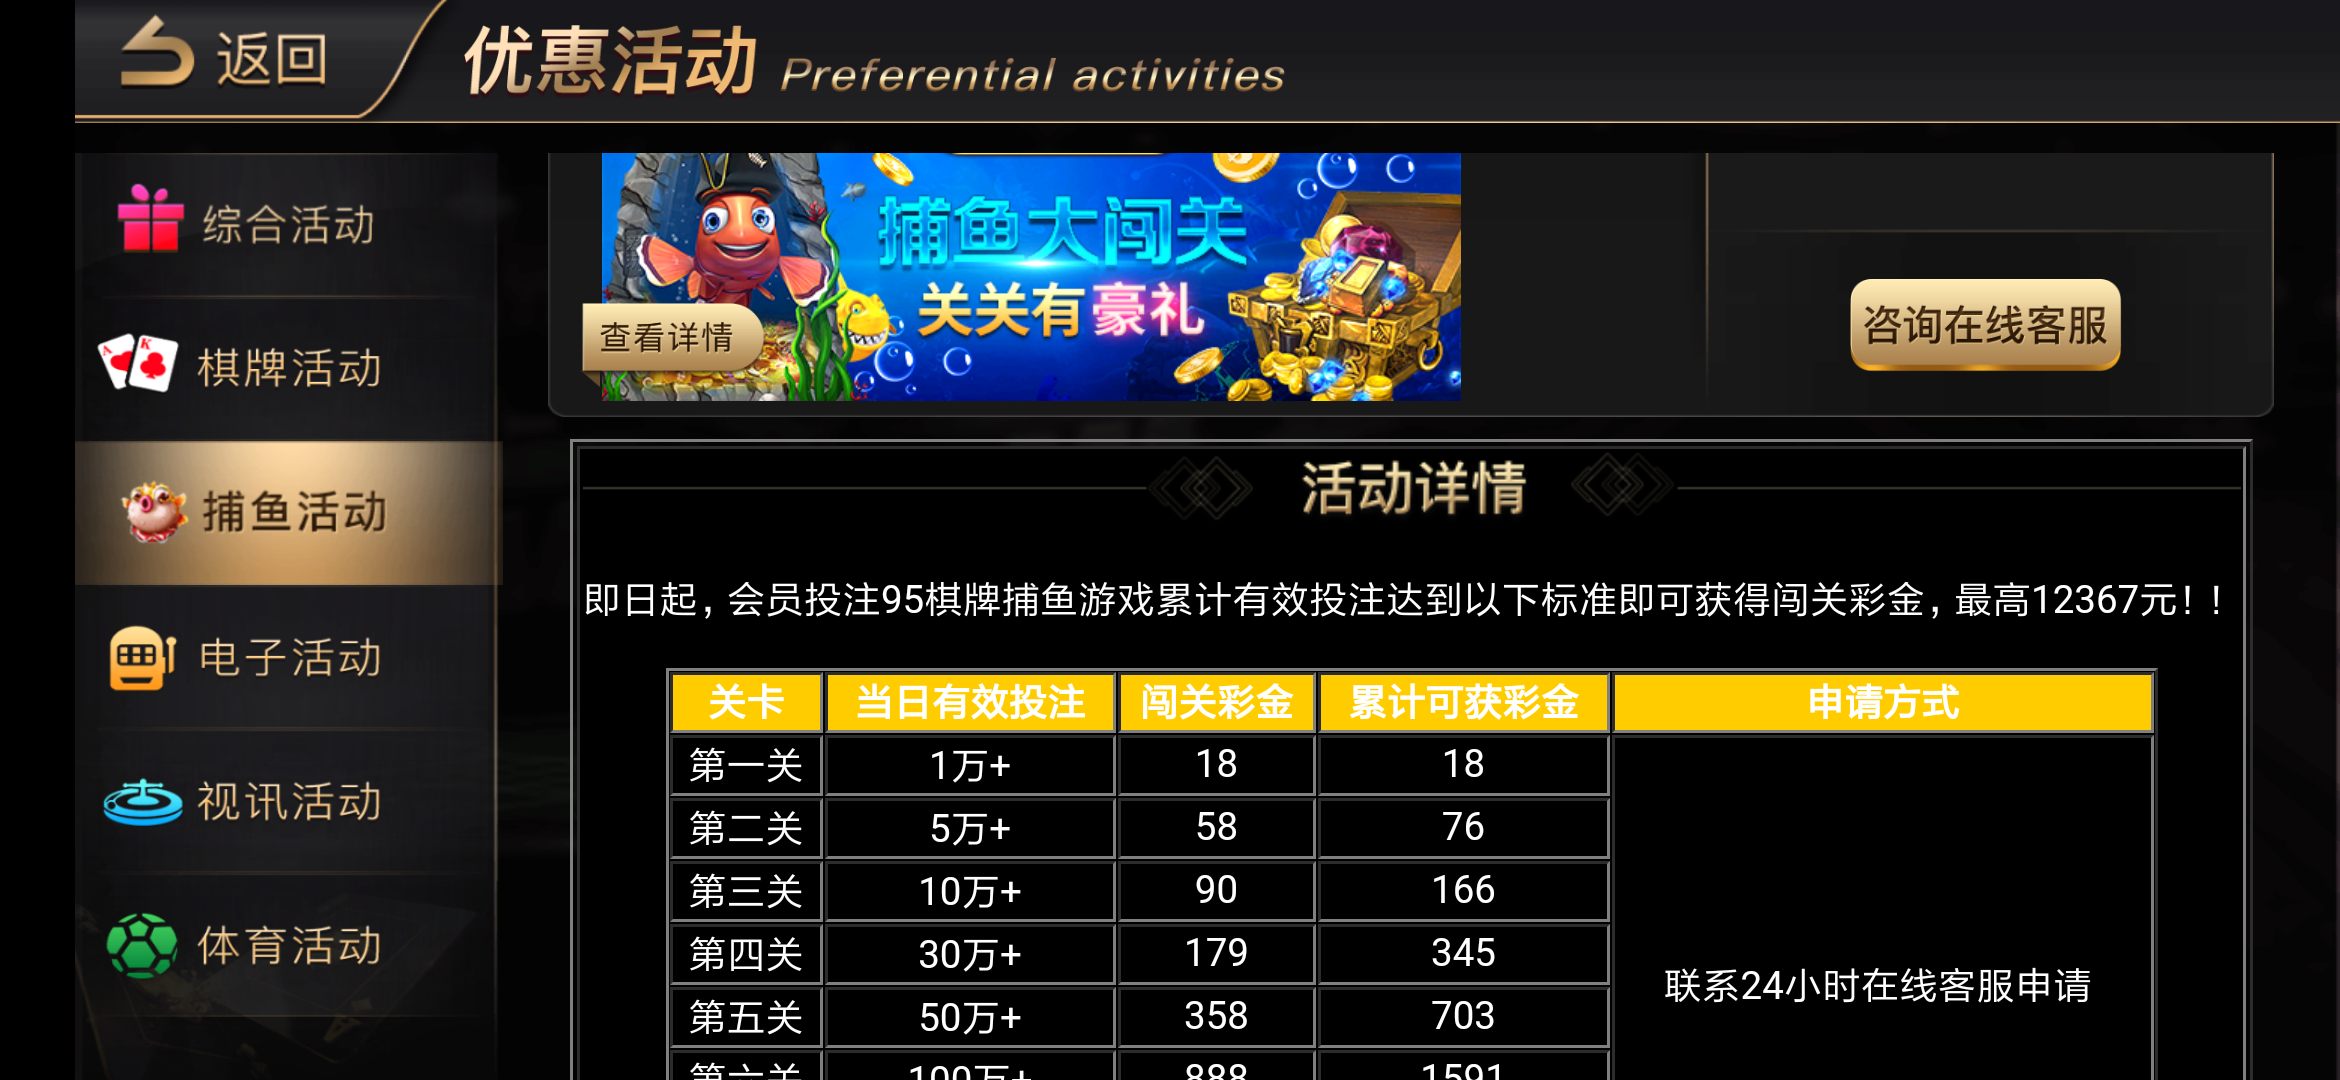 返回
优惠活动 Preferential activities
综合活动
棋牌活动
捕鱼活动
电子活动
视讯活动
体育活动
捕鱼大闯关
关关有豪礼
查看详情
咨询在线客服
活动详情
即日起，会员投注95棋牌捕鱼游戏累计有效投注达到以下标准即可获得闯关彩金，最高12367元！！
关卡 当日有效投注 闯关彩金 累计可获彩金 申请方式
第一关 1万+ 18 18
第二关 5万+ 58 76
第三关 10万+ 90 166
第四关 30万+ 179 345
联系24小时在线客服申请
第五关 50万+ 358 703
第六关 100万+ 888 1591